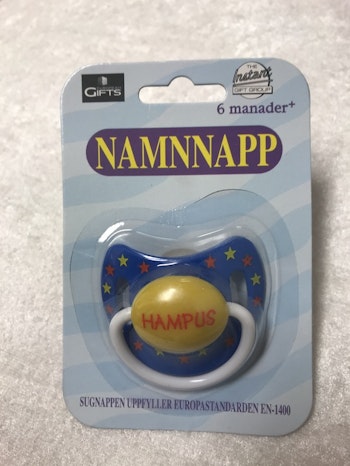 GIFTS
THE
Instant
GIFT GROUP
6 manader+
NAMNNAPP
HAMPUS
SUGNAPPEN UPPFYLLER EUROPASTANDARDEN EN-1400